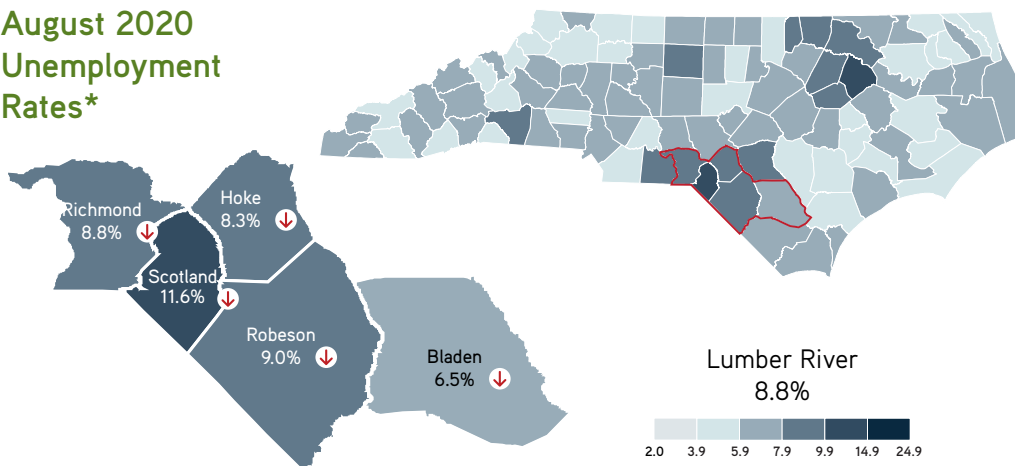 August 2020
Unemployment
Rates*
Richmond
8.8%
Hoke
8.3%
Scotland
11.6%
Robeson
9.0%
Bladen
6.5%
Lumber River
8.8%
2.0 3.9 5.9 7.9 9.9 14.9 24.9